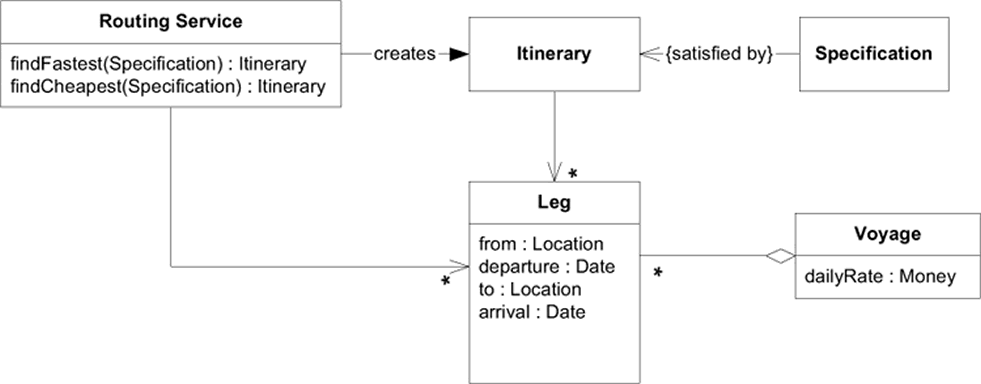 Routing Service
findFastest(Specification) : Itinerary
findCheapest(Specification) : Itinerary
creates
Itinerary
{satisfied by}
Specification
*
Leg
from : Location
departure : Date
to : Location
arrival : Date
*
*
Voyage
dailyRate : Money